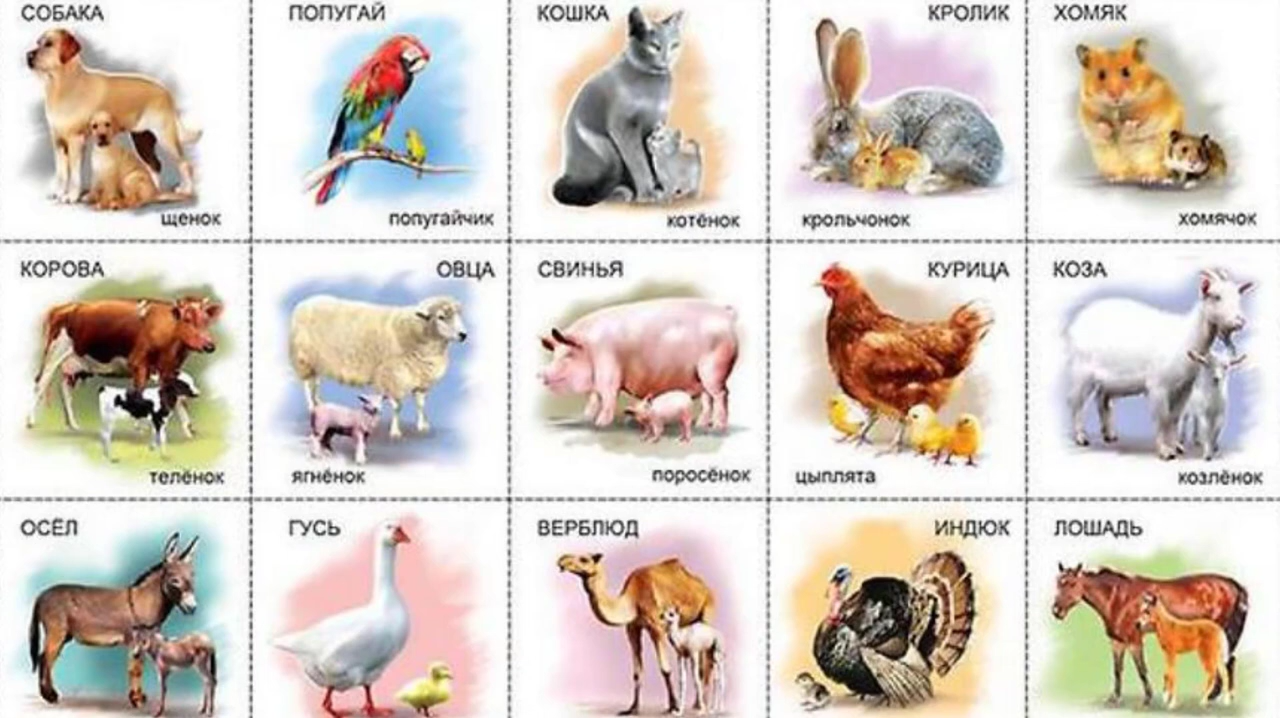 СОБАКА
щенок
ПОПУГАЙ
попугайчик
КОШКА
котёнок
КРОЛИК
крольчонок
ХОМЯК
хомячок
КОРОВА
телёнок
ОВЦА
ягнёнок
СВИНЬЯ
поросёнок
КУРИЦА
цыплята
КОЗА
козлёнок
ОСЁЛ
ГУСЬ
ВЕРБЛЮД
ИНДЮК
ЛОШАДЬ